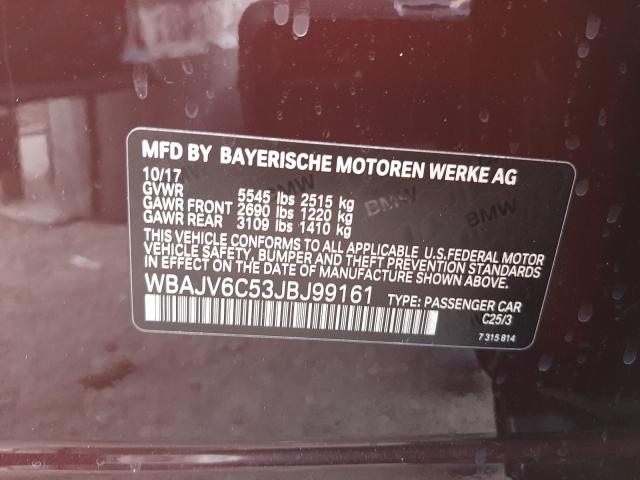 MFD BY BAYERISCHE MOTOREN WERKE AG
10/17
GVWR 5545 lbs 2515 kg
GAWR FRONT 2690 lbs 1220 kg
GAWR REAR 3109 lbs 1410 kg
THIS VEHICLE CONFORMS TO ALL APPLICABLE U.S.FEDERAL MOTOR
VEHICLE SAFETY, BUMPER AND THEFT PREVENTION STANDARDS
IN EFFECT ON THE DATE OF MANUFACTURE SHOWN ABOVE.
WBAJV6C53JBJ99161 TYPE: PASSENGER CAR
C25/3
7 315 814
BMW
BMW
BMW